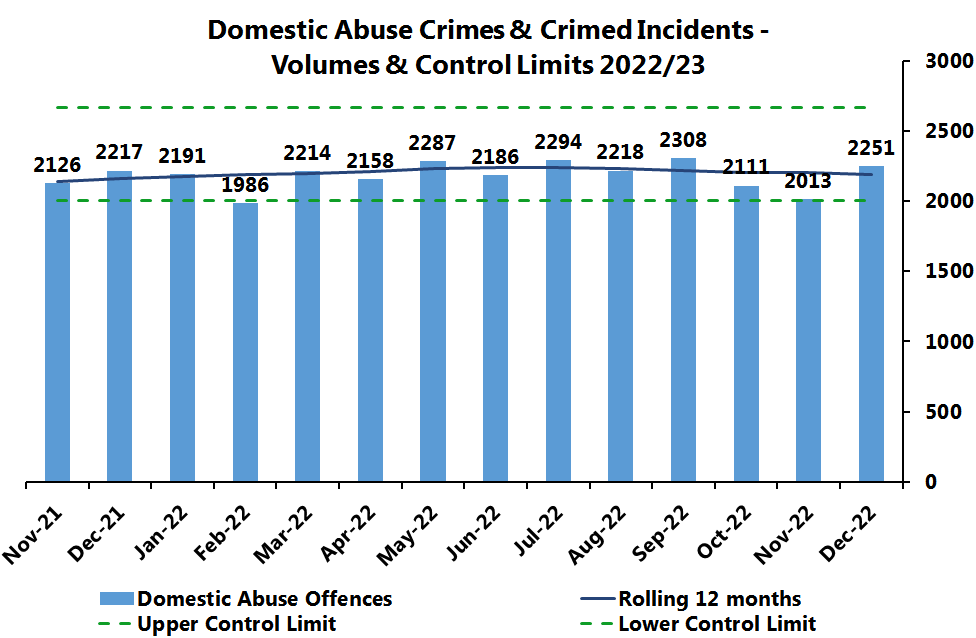 Domestic Abuse Crimes & Crimed Incidents -
Volumes & Control Limits 2022/23
3000
2500
2000
1500
1000
500
0
2126
2217
2191
1986
2214
2158
2287
2186
2294
2218
2308
2111
2013
2251
Nov-21
Dec-21
Jan-22
Feb-22
Mar-22
Apr-22
May-22
Jun-22
Jul-22
Aug-22
Sep-22
Oct-22
Nov-22
Dec-22
Domestic Abuse Offences
Rolling 12 months
Upper Control Limit
Lower Control Limit